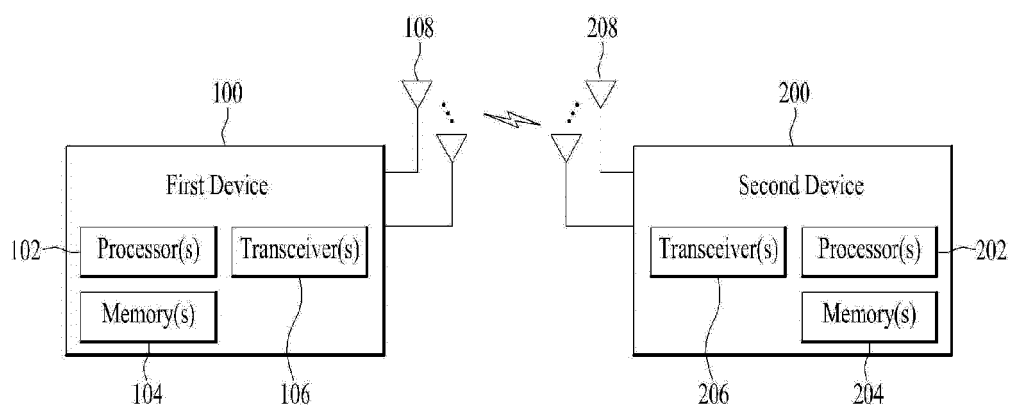 108
208
100
200
First Device
Second Device
102
Processor(s)
Transceiver(s)
Transceiver(s)
Processor(s)
202
Memory(s)
Memory(s)
104
106
206
204